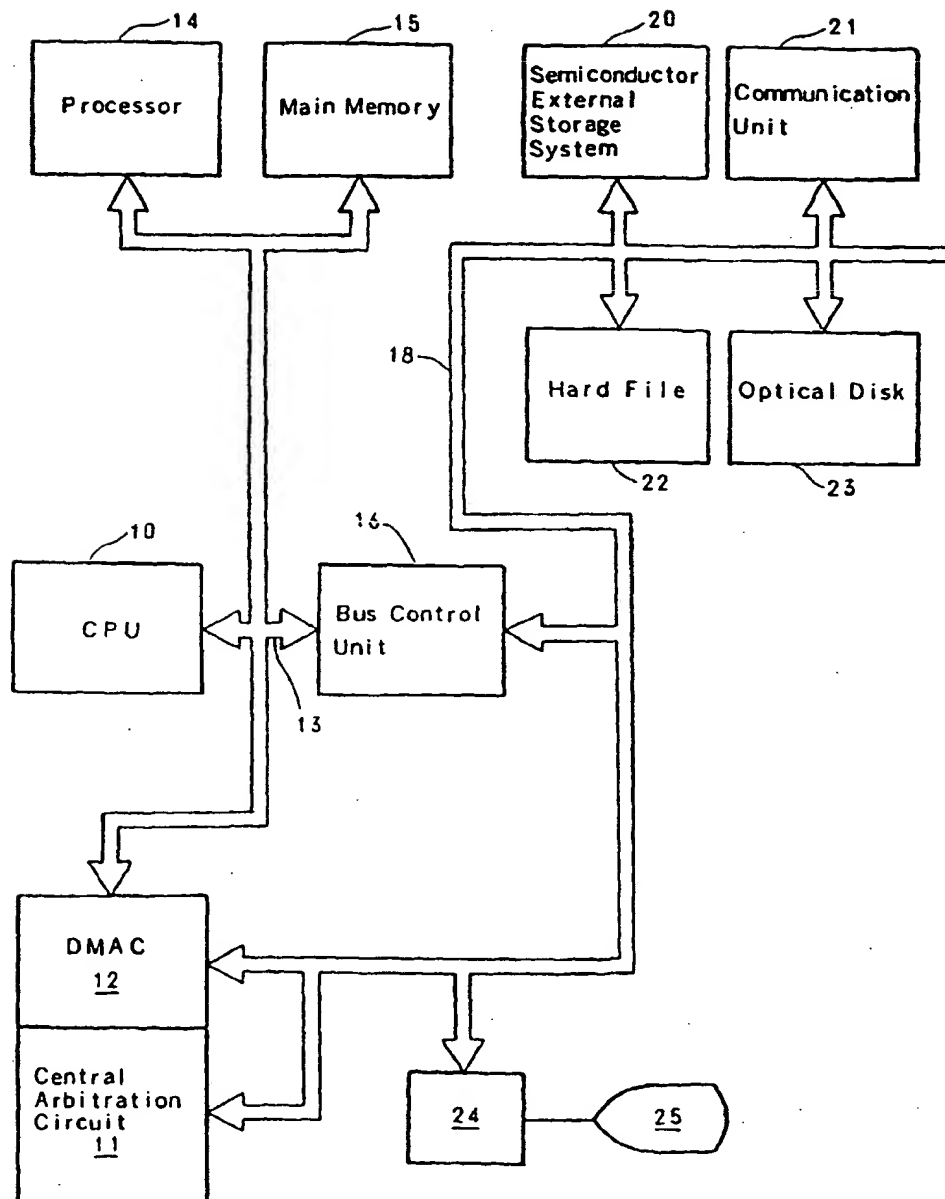 14
15
20
21
Processor
Main Memory
Semiconductor
External
Storage
System
Communication
Unit
18
Hard File
Optical Disk
22
23
10
16
CPU
Bus Control
Unit
13
DMAC
12
Central
Arbitration
Circuit
11
24
25